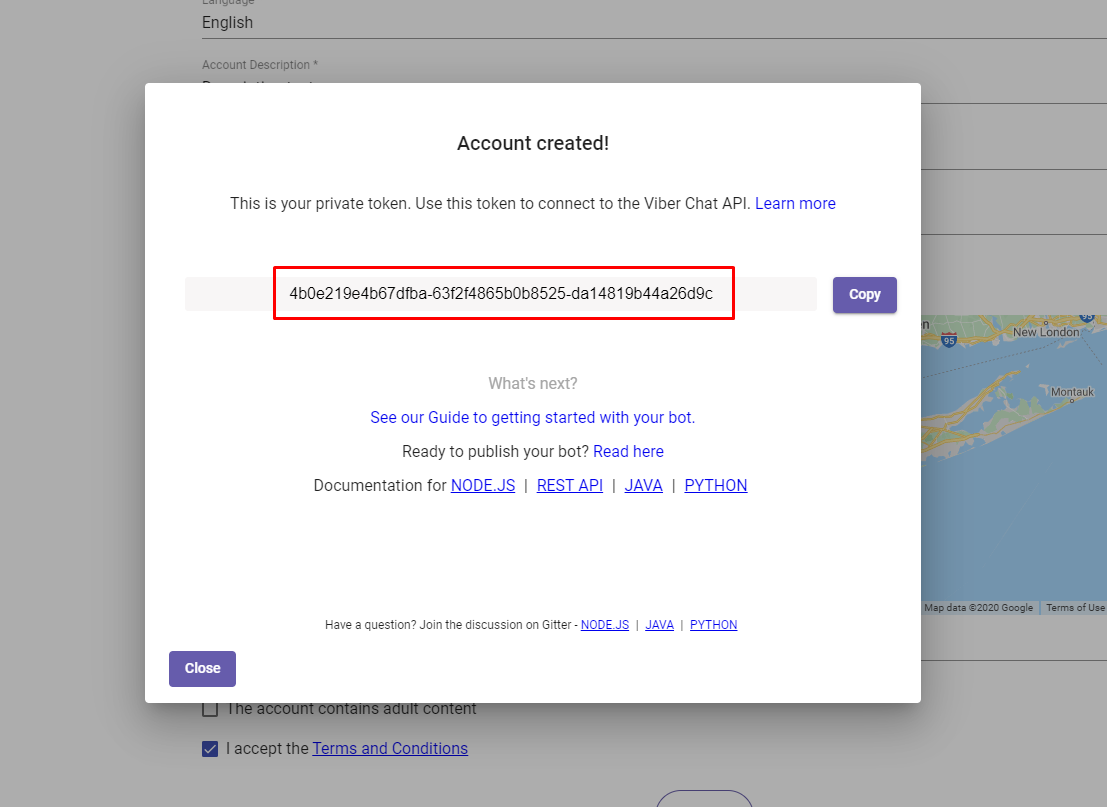 Language
English
Account Description *
Account created!
This is your private token. Use this token to connect to the Viber Chat API. Learn more
4b0e219e4b67dfba-63f2f4865b0b8525-da14819b44a26d9c
Copy
What's next?
See our Guide to getting started with your bot.
Ready to publish your bot? Read here
Documentation for NODE.JS | REST API | JAVA | PYTHON
95
95
New London
Montauk
Map data ©2020 Google
Terms of Use
Have a question? Join the discussion on Gitter - NODE.JS | JAVA | PYTHON
Close
The account contains adult content
I accept the Terms and Conditions